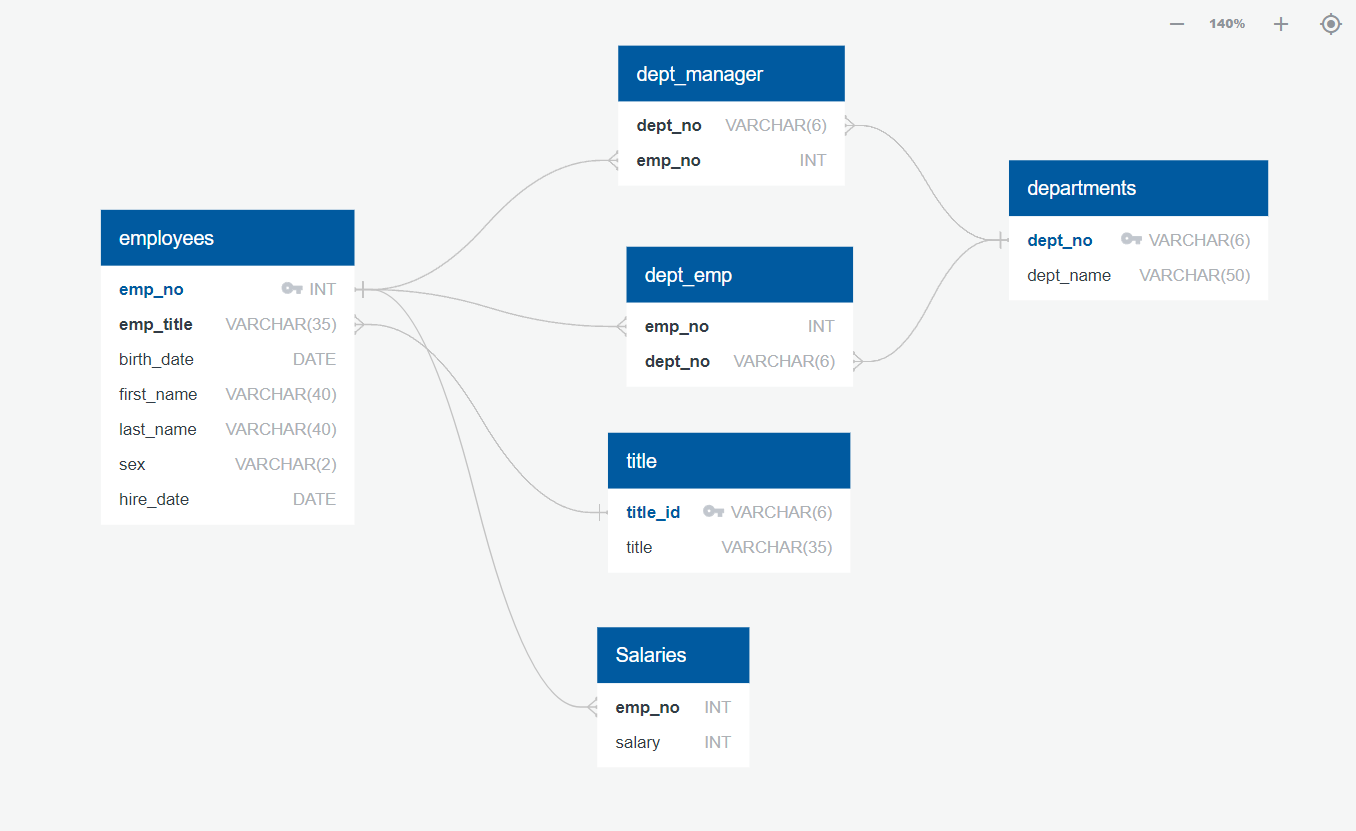 140%
dept_manager
dept_no VARCHAR(6)
emp_no INT
departments
dept_no VARCHAR(6)
dept_name VARCHAR(50)
employees
emp_no INT
emp_title VARCHAR(35)
birth_date DATE
first_name VARCHAR(40)
last_name VARCHAR(40)
sex VARCHAR(2)
hire_date DATE
dept_emp
emp_no INT
dept_no VARCHAR(6)
title
title_id VARCHAR(6)
title VARCHAR(35)
Salaries
emp_no INT
salary INT